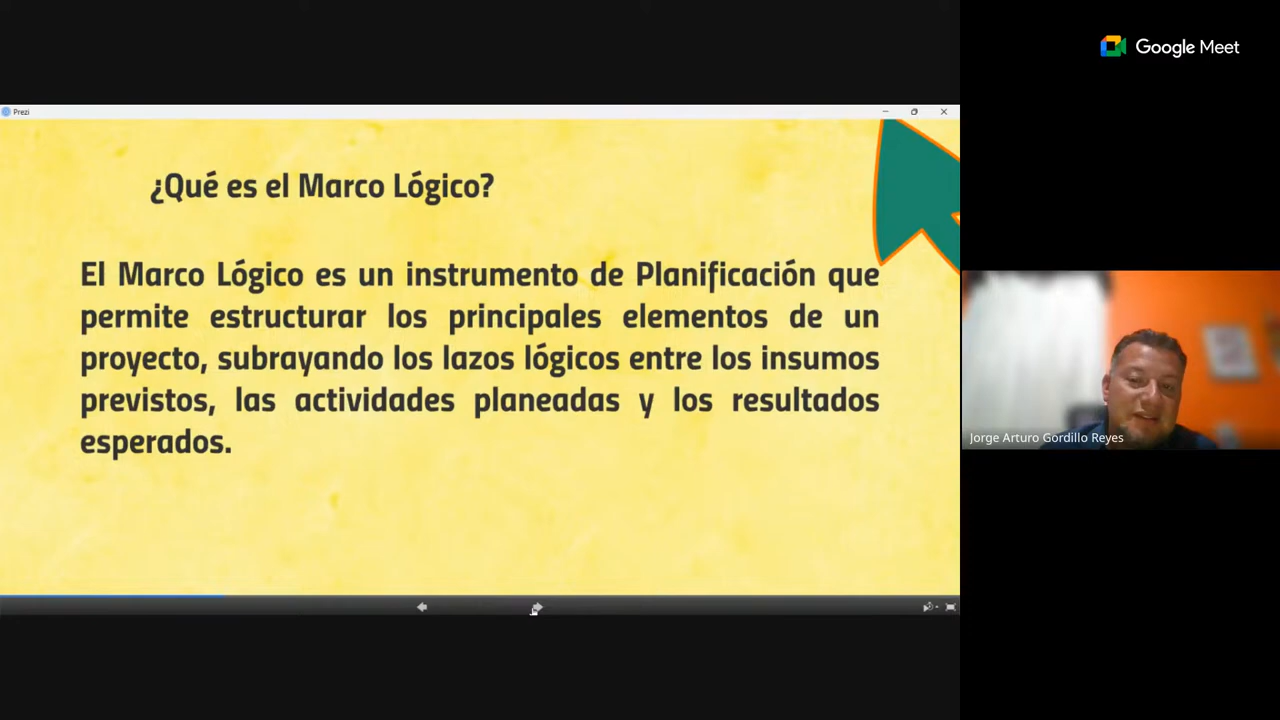 Google Meet
Prezi
¿Qué es el Marco Lógico?
El Marco Lógico es un instrumento de Planificación que
permite estructurar los principales elementos de un
proyecto, subrayando los lazos lógicos entre los insumos
previstos, las actividades planeadas y los resultados
esperados.
Jorge Arturo Gordillo Reyes